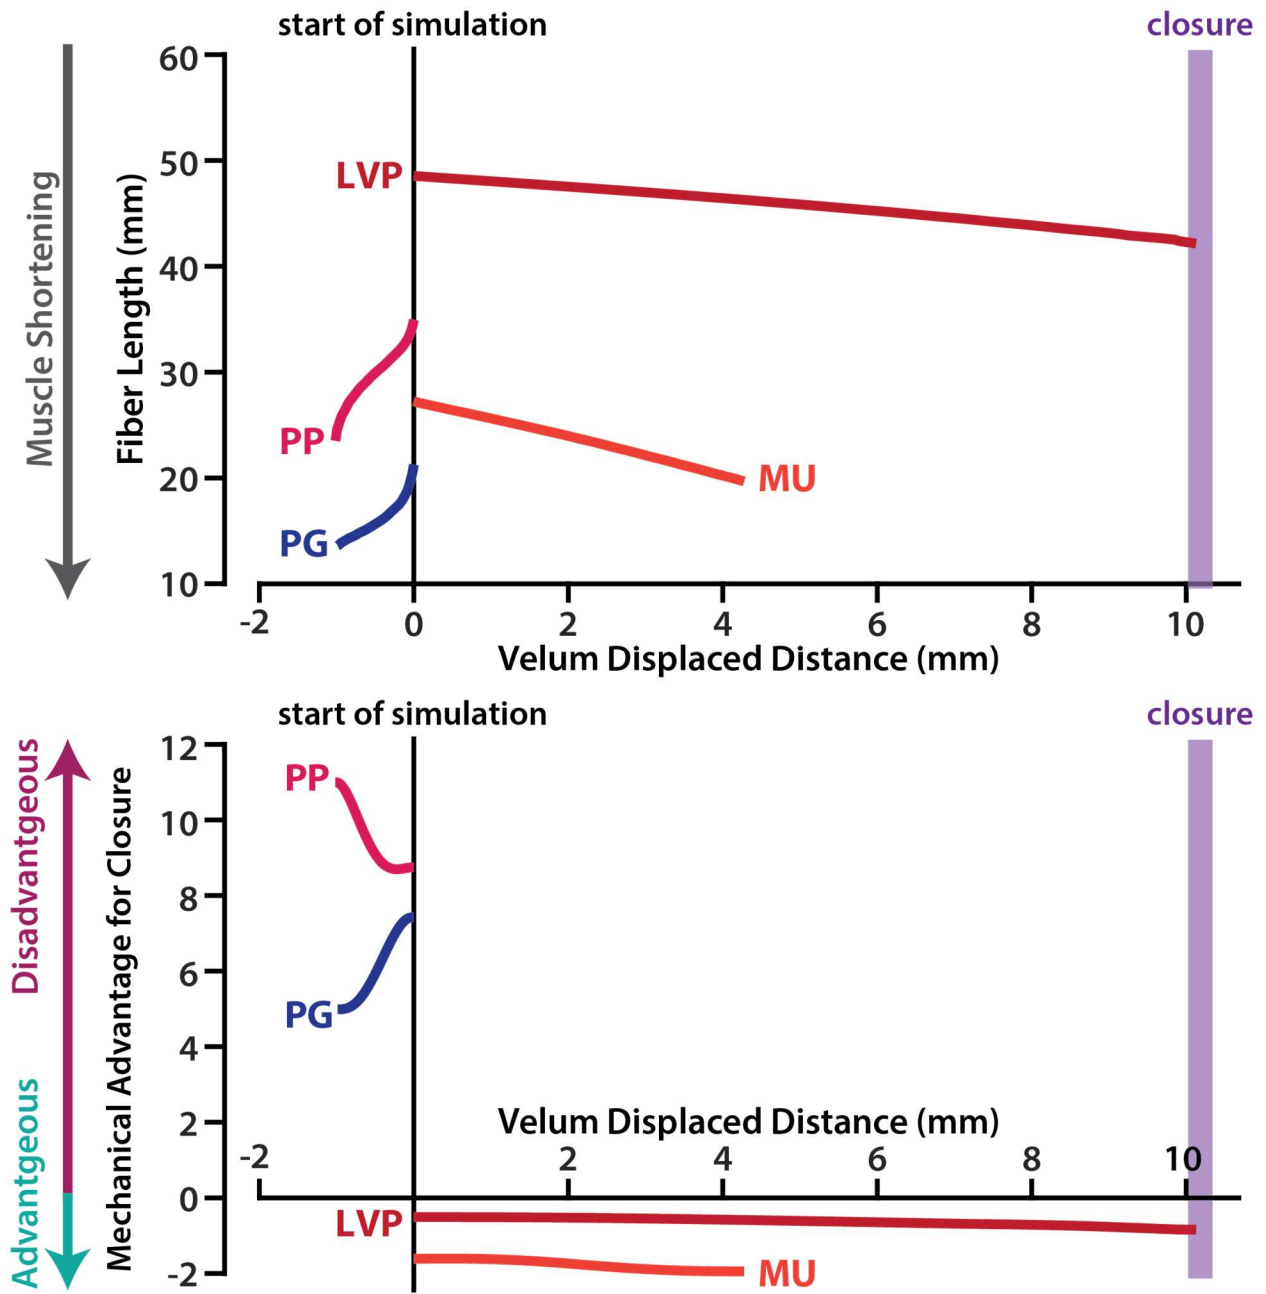 start of simulation
closure
Muscle Shortening
Fiber Length (mm)
60
50
40
30
20
10
LVP
PP
MU
PG
-2 0 2 4 6 8 10
Velum Displaced Distance (mm)
start of simulation
closure
Disadvantgeous
Advantgeous
Mechanical Advantage for Closure
12
10
8
6
4
2
0
-2
PP
PG
Velum Displaced Distance (mm)
-2 2 4 6 8 10
LVP
MU